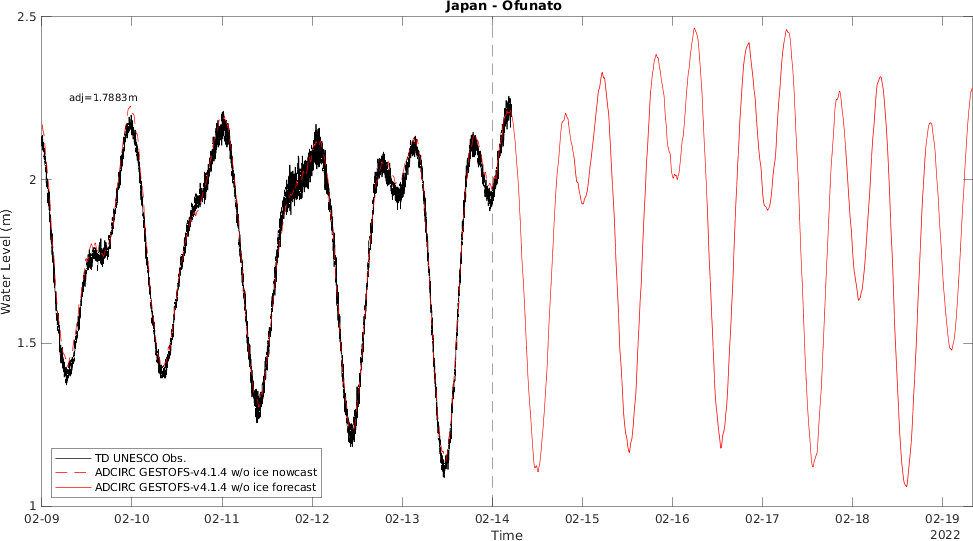 Japan - Ofunato
2.5
adj=1.7883m
2
Water Level (m)
1.5
TD UNESCO Obs.
ADCIRC GESTOFS-v4.1.4 w/o ice nowcast
ADCIRC GESTOFS-v4.1.4 w/o ice forecast
1
02-09 02-10 02-11 02-12 02-13 02-14 02-15 02-16 02-17 02-18 02-19
Time 2022